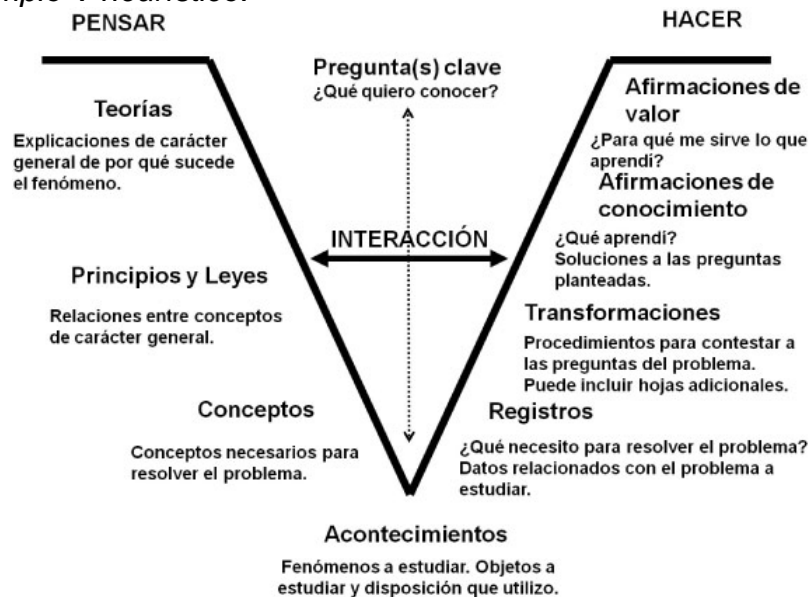 PENSAR
HACER
Pregunta(s) clave
¿Qué quiero conocer?
Teorías
Explicaciones de carácter
general de por qué sucede
el fenómeno.
Afirmaciones de
valor
¿Para qué me sirve lo que
aprendi?
Afirmaciones de
conocimiento
¿Qué aprendí?
Soluciones a las preguntas
planteadas.
INTERACCIÓN
Principios y Leyes
Relaciones entre conceptos
de carácter general.
Transformaciones
Procedimientos para contestar a
las preguntas del problema.
Puede incluir hojas adicionales.
Conceptos
Conceptos necesarios para
resolver el problema.
Registros
¿Qué necesito para resolver el problema?
Datos relacionados con el problema a
estudiar.
Acontecimientos
Fenómenos a estudiar. Objetos a
estudiar y disposición que utilizo.